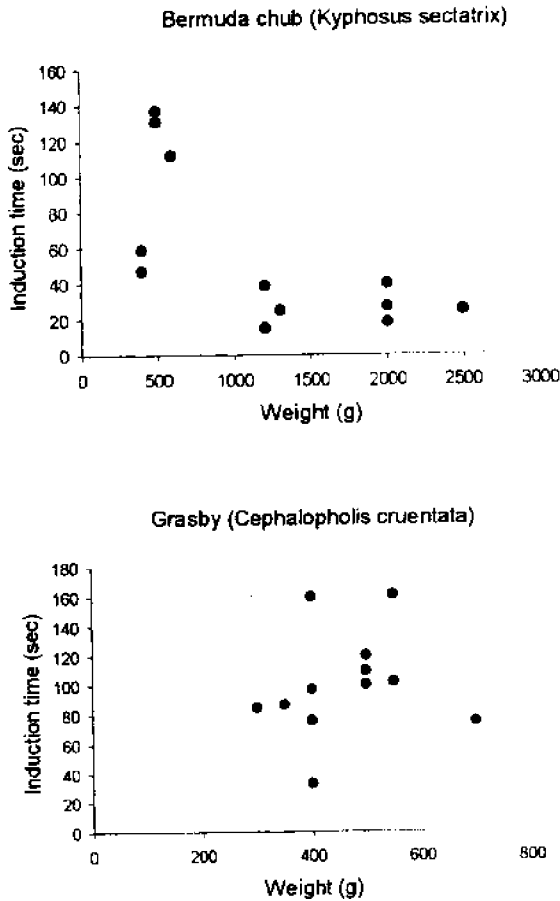 Bermuda chub (Kyphosus sectatrix)
160
140
120
100
80
60
40
20
0
Induction time (sec)
0 500 1000 1500 2000 2500 3000
Weight (g)
Grasby (Cephalopholis cruentata)
180
160
140
120
100
80
60
40
20
0
Induction time (sec)
0 200 400 600 800
Weight (g)